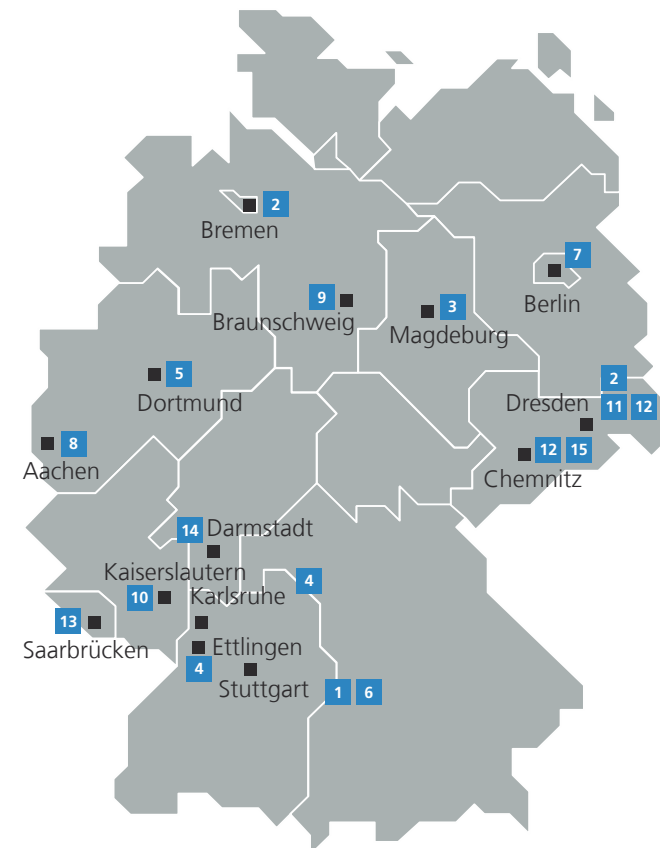 2
Bremen
7
Berlin
9
Braunschweig
3
Magdeburg
5
Dortmund
2
Dresden
11 12
8
Aachen
12 15
Chemnitz
14 Darmstadt
Kaiserslautern
4
10 Karlsruhe
13
Saarbrücken
Ettlingen
4
Stuttgart
1 6